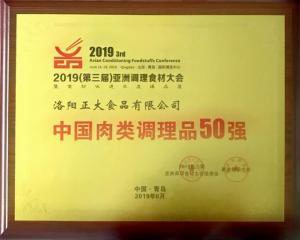 2019 3rd
Asian Conditioning Foodstuffs Conference
2019(第三届)亚洲调理食材大会
洛阳正大食品有限公司
中国肉类调理品50强
中国·青岛
2019年6月